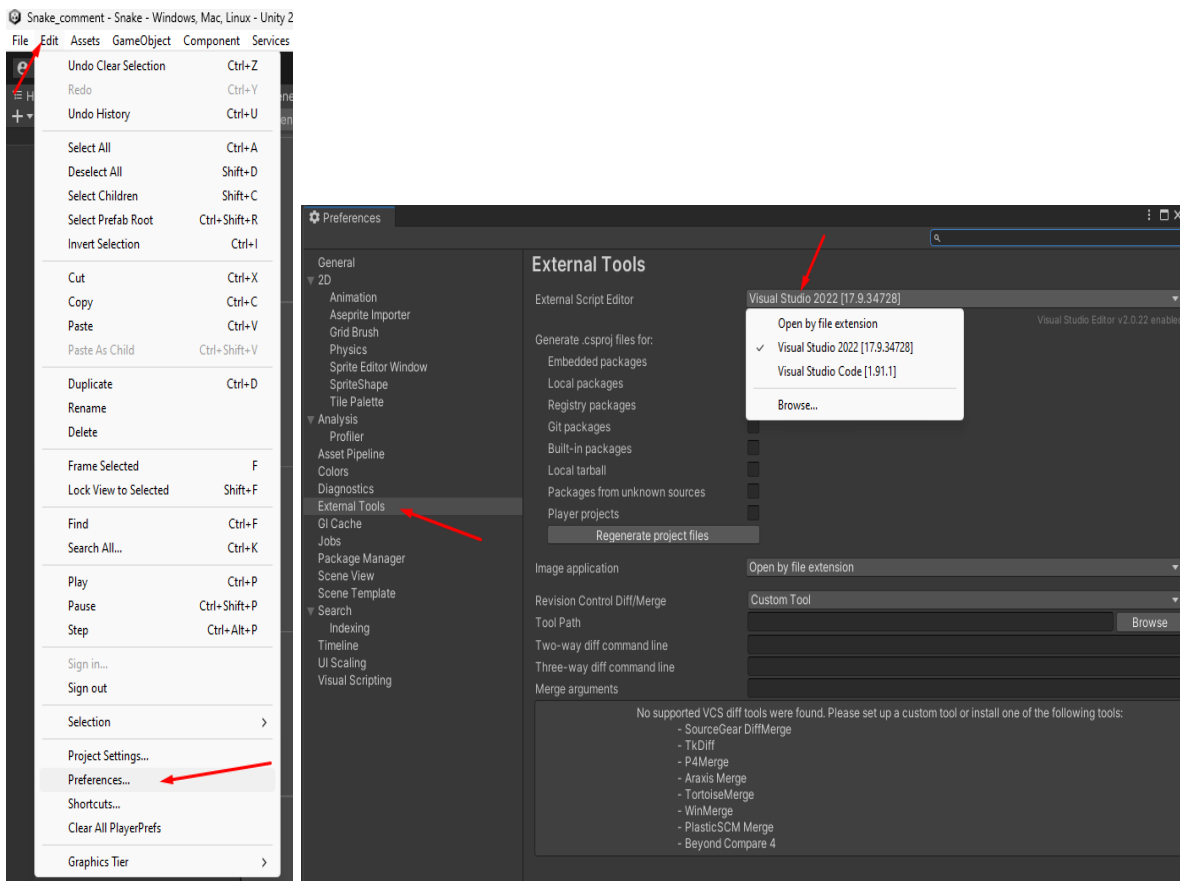 Snake_comment - Snake - Windows, Mac, Linux - Unity 2
File Edit Assets GameObject Component Services
Undo Clear Selection Ctrl+Z
Redo Ctrl+Y
Undo History Ctrl+U
Select All Ctrl+A
Deselect All Shift+D
Select Children Shift+C
Select Prefab Root Ctrl+Shift+R
Invert Selection Ctrl+I
Cut Ctrl+X
Copy Ctrl+C
Paste Ctrl+V
Paste As Child Ctrl+Shift+V
Duplicate Ctrl+D
Rename
Delete
Frame Selected F
Lock View to Selected Shift+F
Find Ctrl+F
Search All... Ctrl+K
Play Ctrl+P
Pause Ctrl+Shift+P
Step Ctrl+Alt+P
Sign in...
Sign out
Selection
Project Settings...
Preferences...
Shortcuts...
Clear All PlayerPrefs
Graphics Tier
Preferences
General
2D
Animation
Aseprite Importer
Grid Brush
Physics
Sprite Editor Window
SpriteShape
Tile Palette
Analysis
Profiler
Asset Pipeline
Colors
Diagnostics
External Tools
GI Cache
Jobs
Package Manager
Scene View
Scene Template
Search
Indexing
Timeline
UI Scaling
Visual Scripting
External Tools
External Script Editor Visual Studio 2022 [17.9.34728]
Visual Studio Editor v2.0.22 enabled
Open by file extension
Visual Studio 2022 [17.9.34728]
Visual Studio Code [1.91.1]
Browse...
Generate .csproj files for:
Embedded packages
Local packages
Registry packages
Git packages
Built-in packages
Local tarball
Packages from unknown sources
Player projects
Regenerate project files
Image application Open by file extension
Revision Control Diff/Merge Custom Tool
Tool Path Browse
Two-way diff command line
Three-way diff command line
Merge arguments
No supported VCS diff tools were found. Please set up a custom tool or install one of the following tools:
- SourceGear DiffMerge
- TkDiff
- P4Merge
- Araxis Merge
- TortoiseMerge
- WinMerge
- PlasticSCM Merge
- Beyond Compare 4